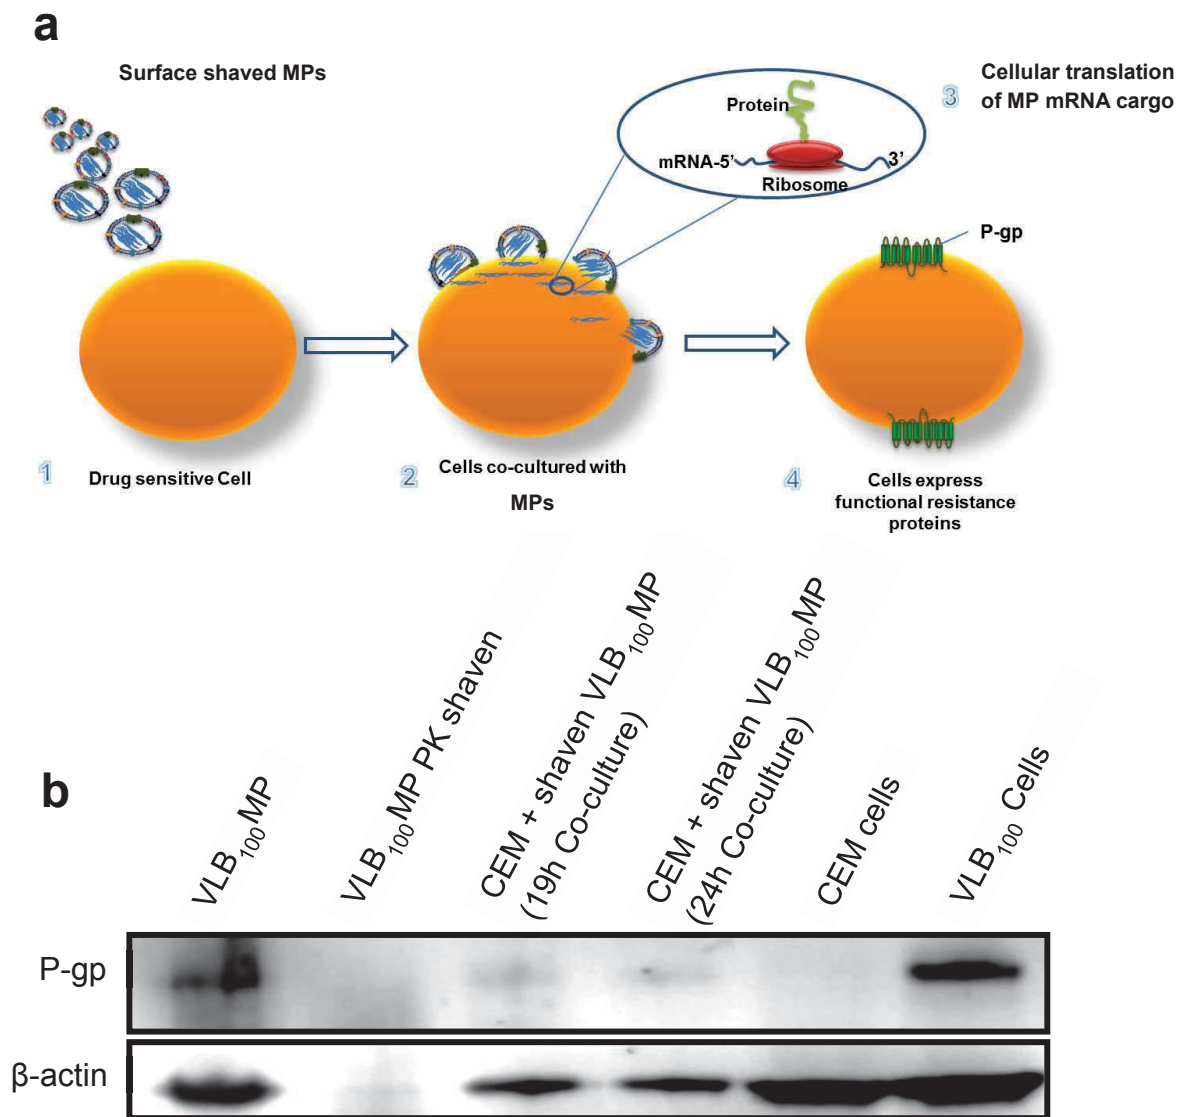 a
Surface shaved MPs
Protein
mRNA-5’
3’
Ribosome
3
Cellular translation
of MP mRNA cargo
P-gp
1
Drug sensitive Cell
2
Cells co-cultured with
MPs
4
Cells express
functional resistance
proteins
b
VLB100MP
VLB100MP PK shaven
CEM + shaven VLB100MP
(19h Co-culture)
CEM + shaven VLB100MP
(24h Co-culture)
CEM cells
VLB100 Cells
P-gp
β-actin